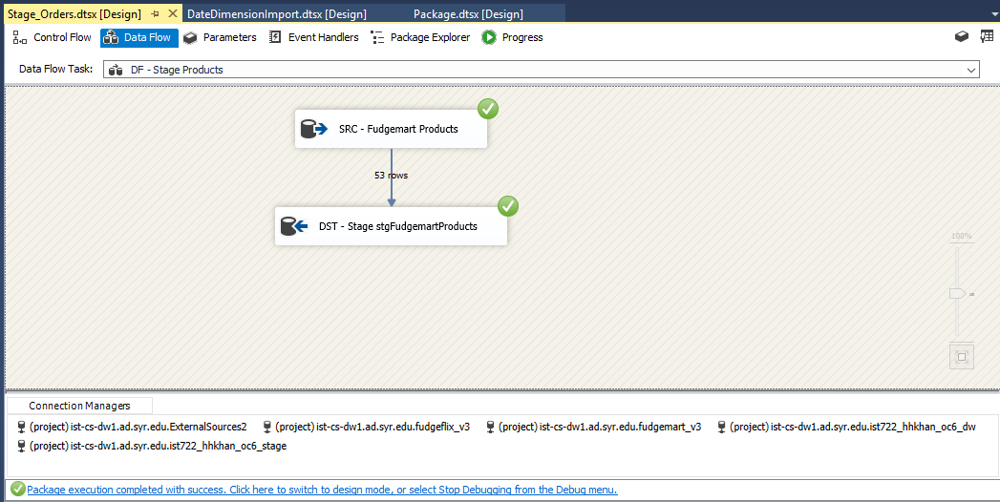 Stage_Orders.dtsx [Design] DateDimensionImport.dtsx [Design] Package.dtsx [Design]
Control Flow Data Flow Parameters Event Handlers Package Explorer Progress
Data Flow Task: DF - Stage Products
SRC - Fudgemart Products
53 rows
DST - Stage stgFudgemartProducts
100%
Connection Managers
(project) ist-cs-dw1.ad.syr.edu.ExternalSources2 (project) ist-cs-dw1.ad.syr.edu.fudgeflix_v3 (project) ist-cs-dw1.ad.syr.edu.fudgemart_v3 (project) ist-cs-dw1.ad.syr.edu.ist722_hhkhan_oc6_dw
(project) ist-cs-dw1.ad.syr.edu.ist722_hhkhan_oc6_stage
Package execution completed with success. Click here to switch to design mode, or select Stop Debugging from the Debug menu.